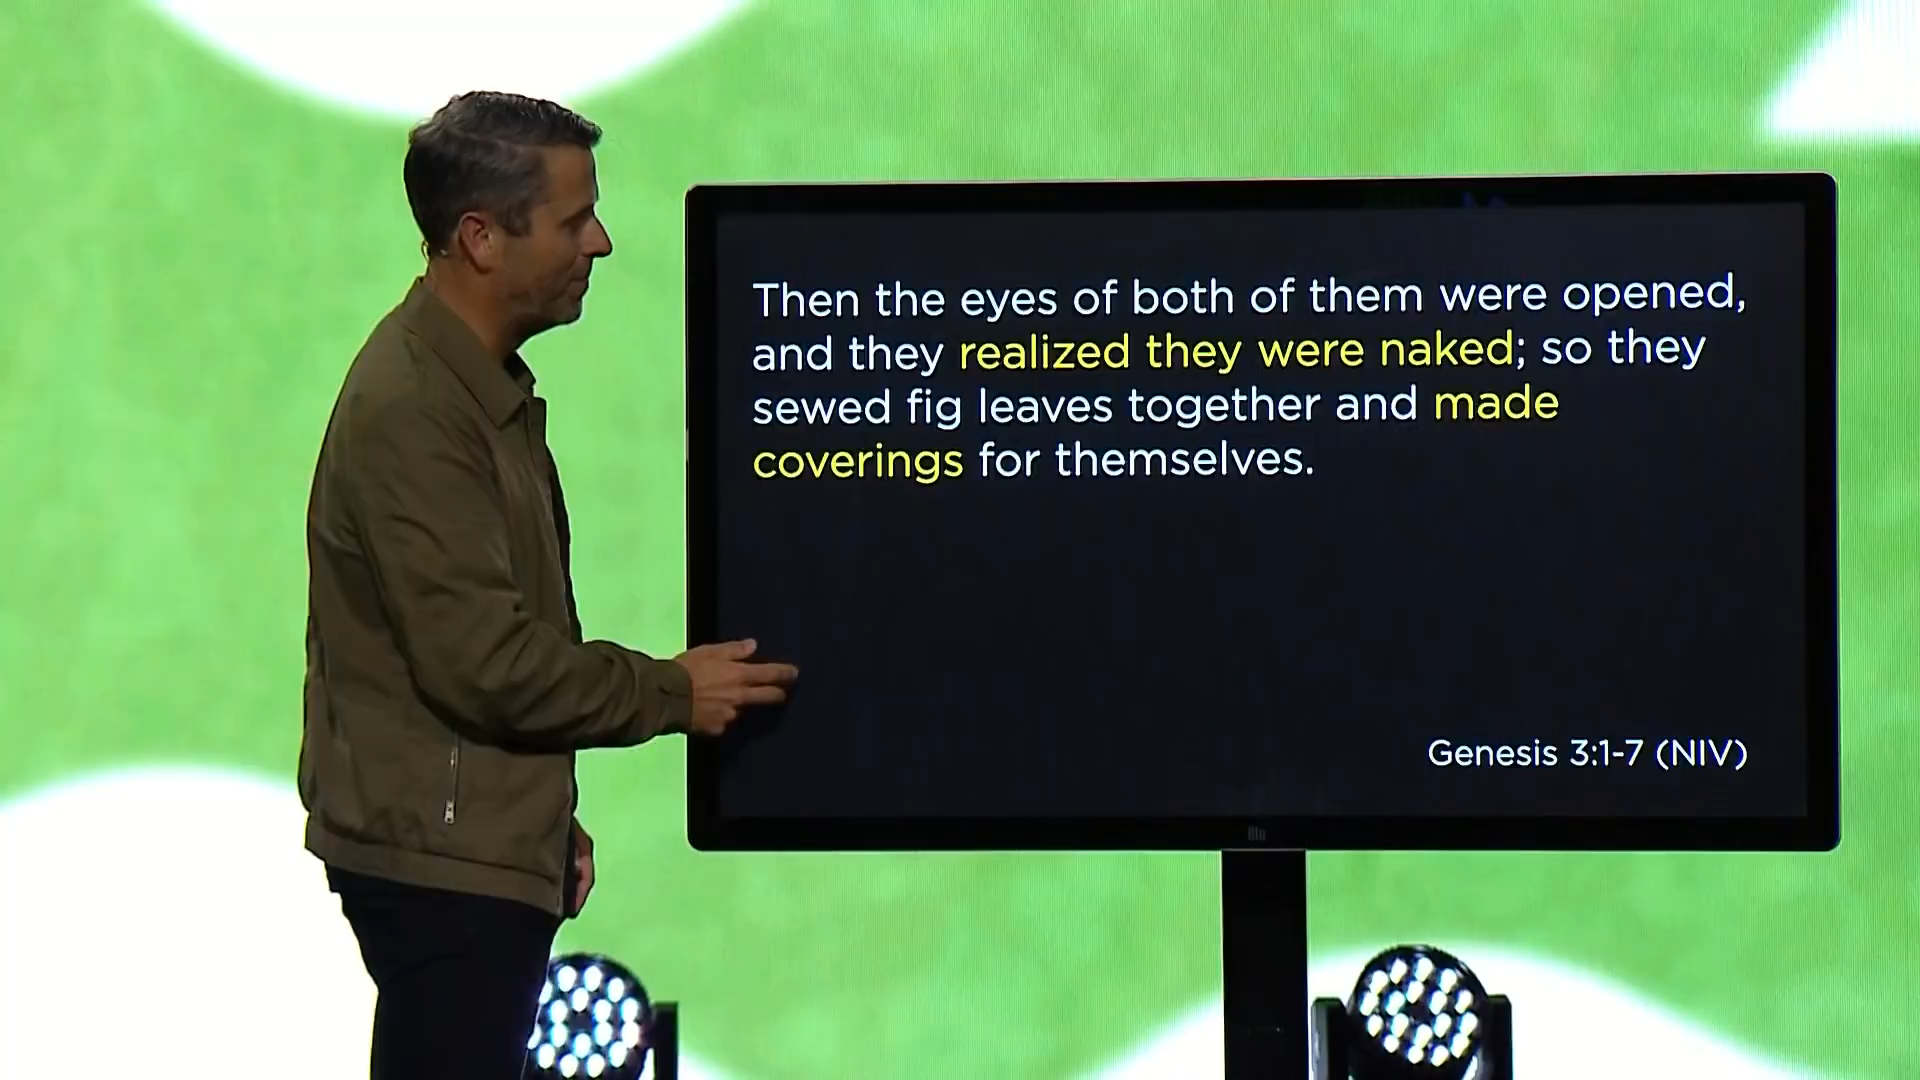 Then the eyes of both of them were opened,
and they realized they were naked; so they
sewed fig leaves together and made
coverings for themselves.
Genesis 3:1-7 (NIV)
elo